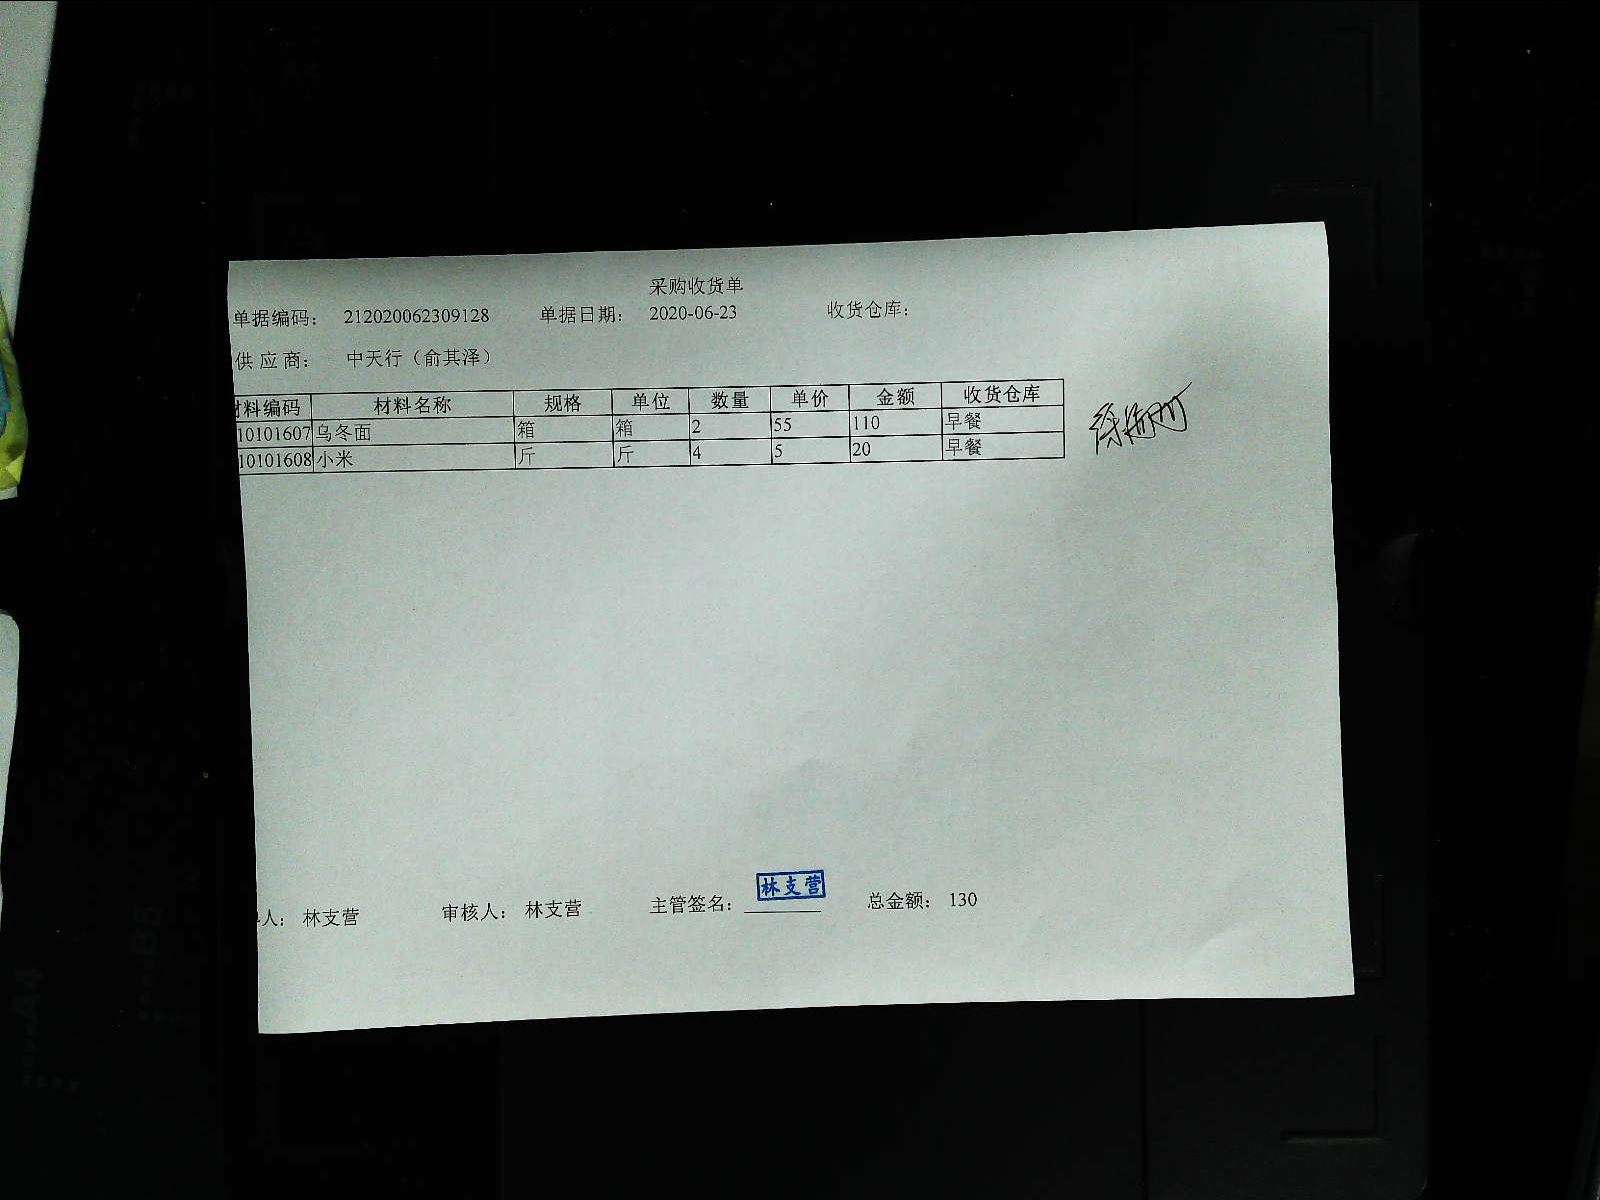 采购收货单
单据编码： 212020062309128 单据日期： 2020-06-23 收货仓库：
供应商： 中天行（俞其泽）
材料编码 材料名称 规格 单位 数量 单价 金额 收货仓库
10101607 乌冬面 箱 箱 2 55 110 早餐
10101608 小米 斤 斤 4 5 20 早餐
林支营
人： 林支营 审核人： 林支营 主管签名： 总金额： 130